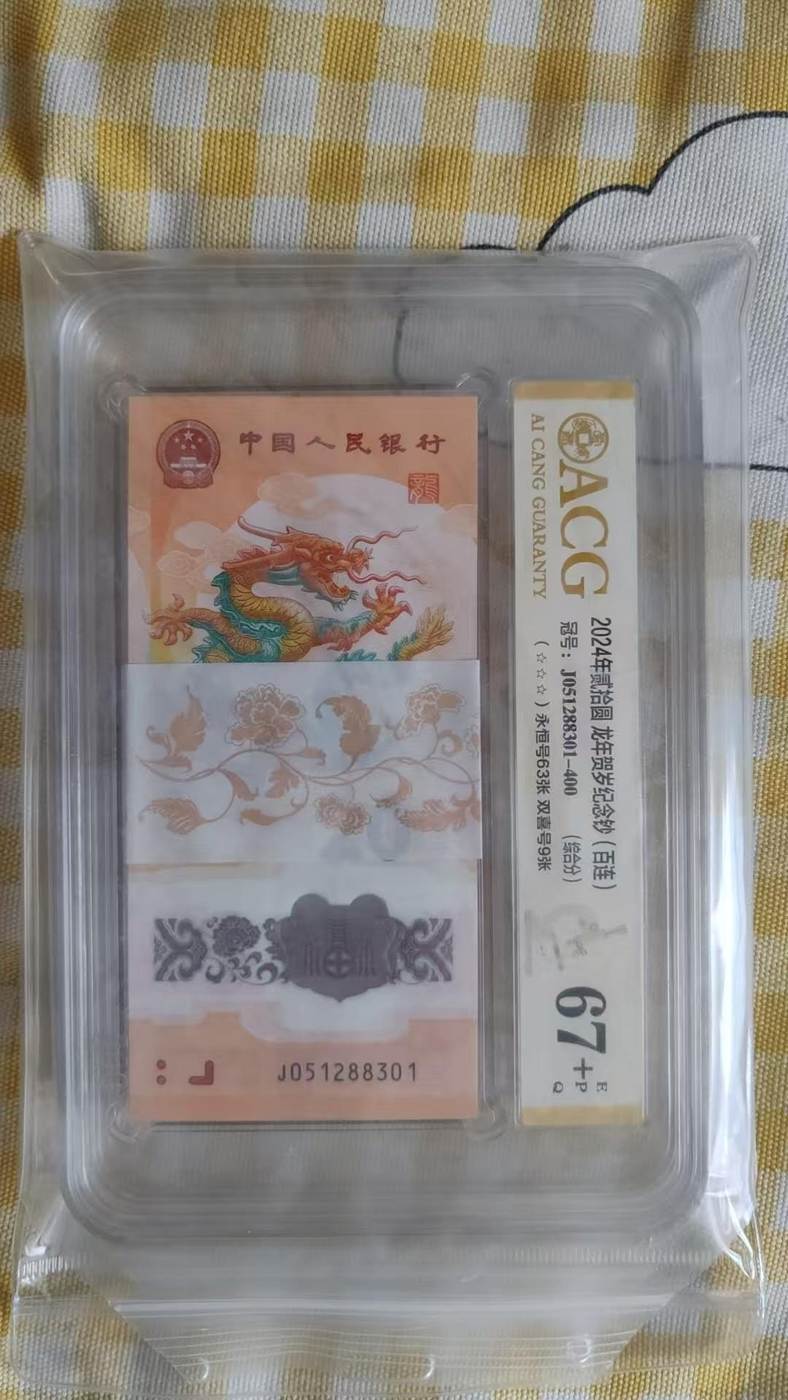 中国人民银行
J051288301
ACG
AI CANG GUARANTY
2024年贰拾圆 龙年贺岁纪念钞（百连）
冠号：J051288301-400 （综合分）
（☆☆☆）永恒号63张 双喜号9张
67+
E
P
Q